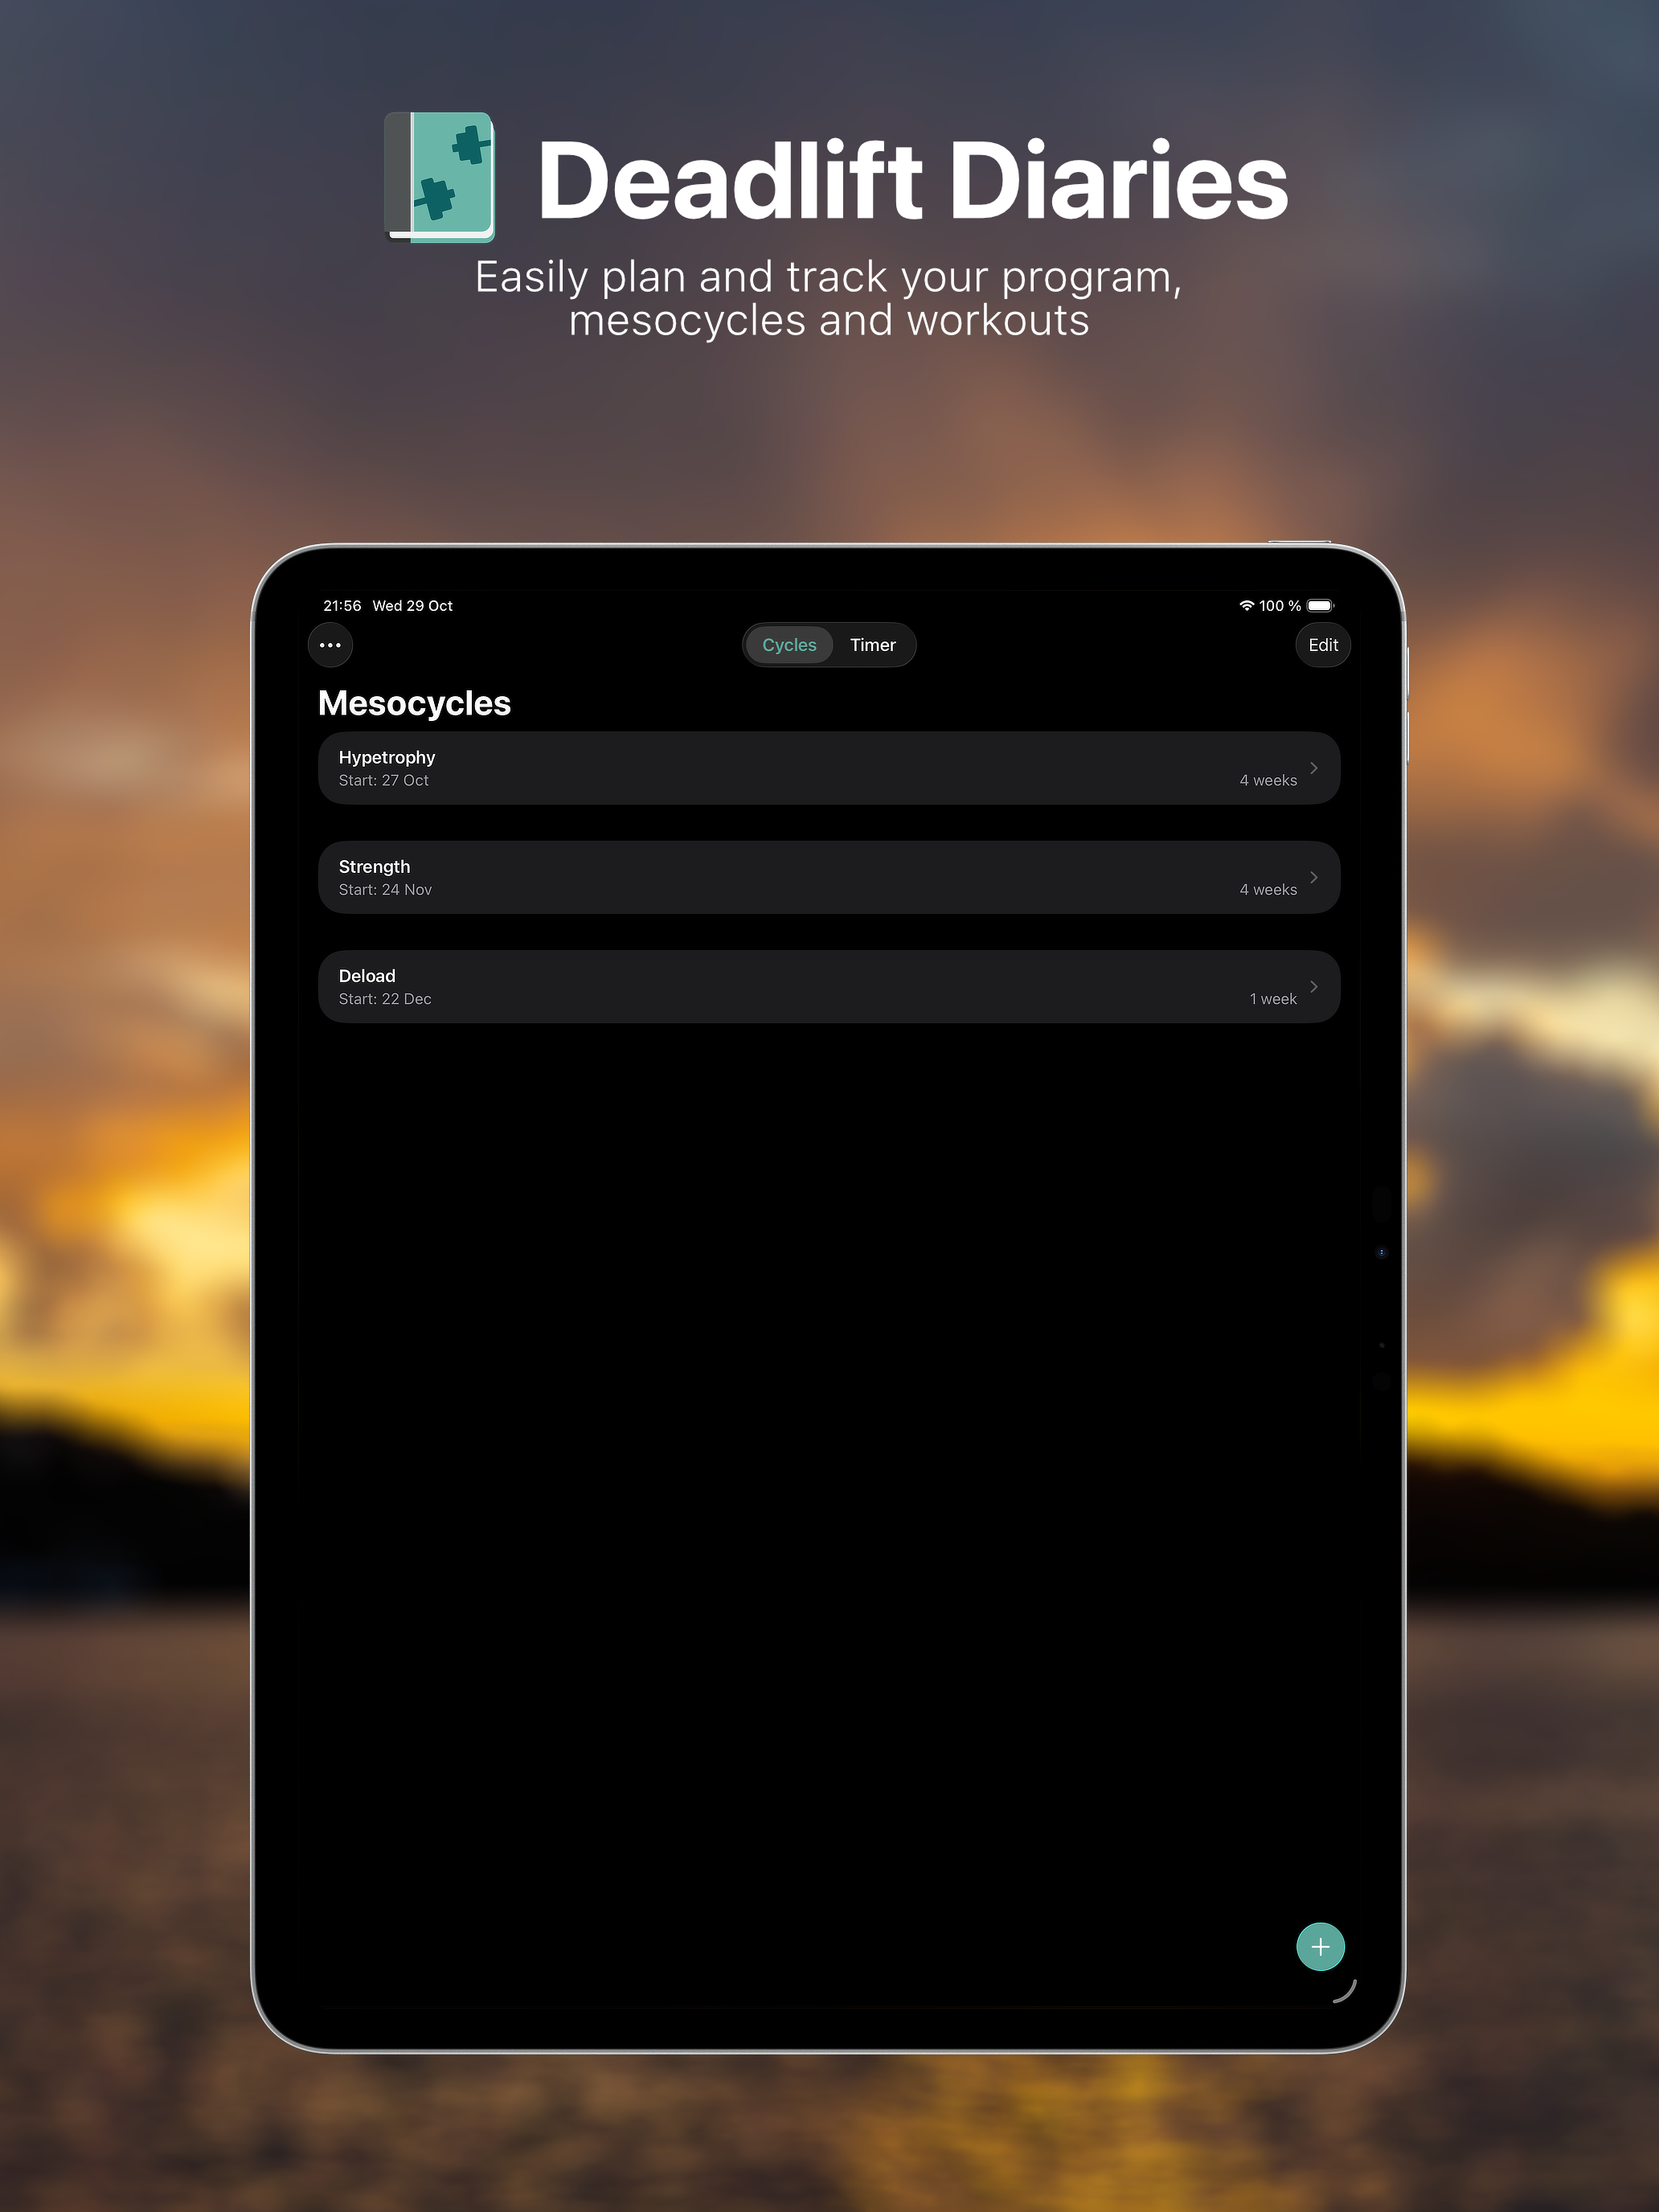 Deadlift Diaries
Easily plan and track your program,
mesocycles and workouts
21:56 Wed 29 Oct
100 %
Cycles Timer
Edit
Mesocycles
Hypetrophy
Start: 27 Oct
4 weeks
Strength
Start: 24 Nov
4 weeks
Deload
Start: 22 Dec
1 week